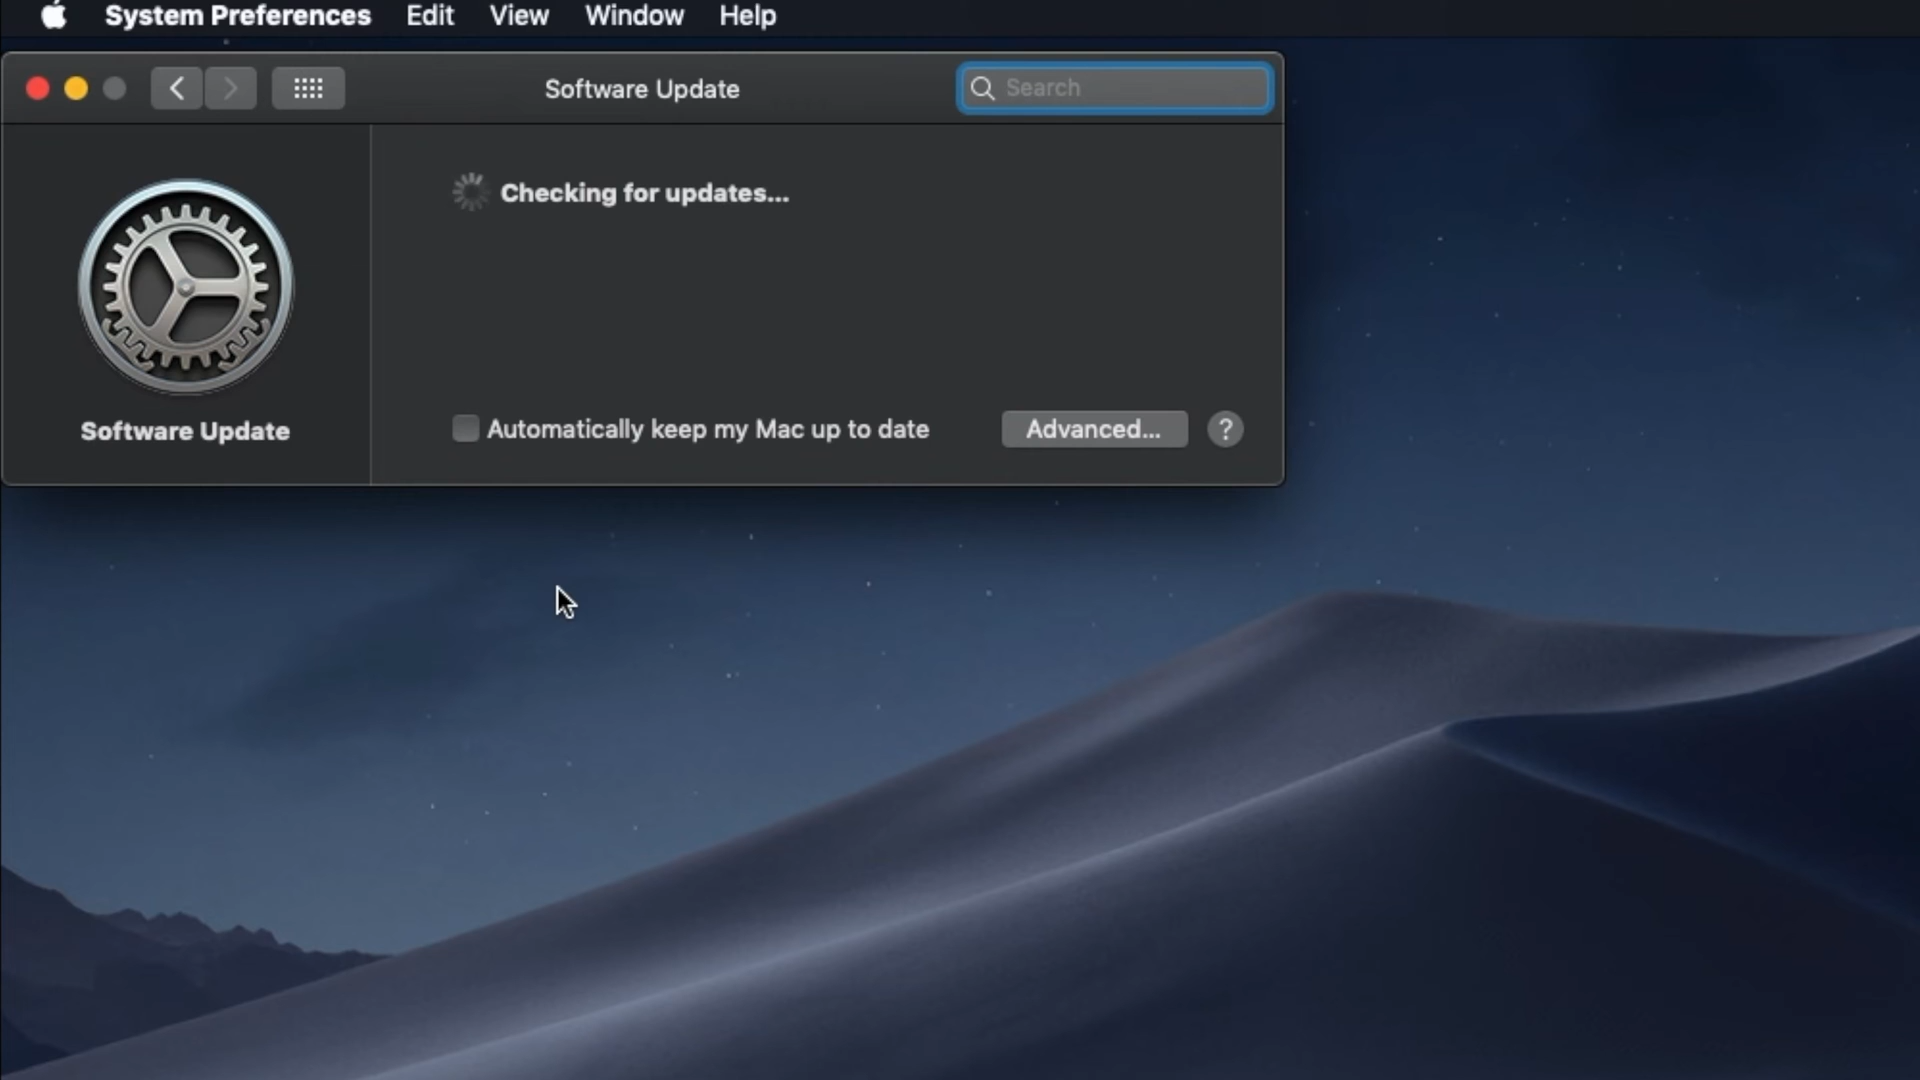 System Preferences Edit View Window Help
Software Update
Search
Checking for updates...
Software Update
Automatically keep my Mac up to date
Advanced...
?